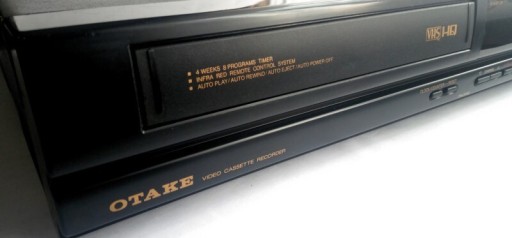 VHS HQ
• 4 WEEKS 8 PROGRAMS TIMER
• INFRA RED REMOTE CONTROL SYSTEM
• AUTO PLAY/AUTO REWIND/AUTO EJECT/AUTO POWER OFF
OTAKE VIDEO CASSETTE RECORDER